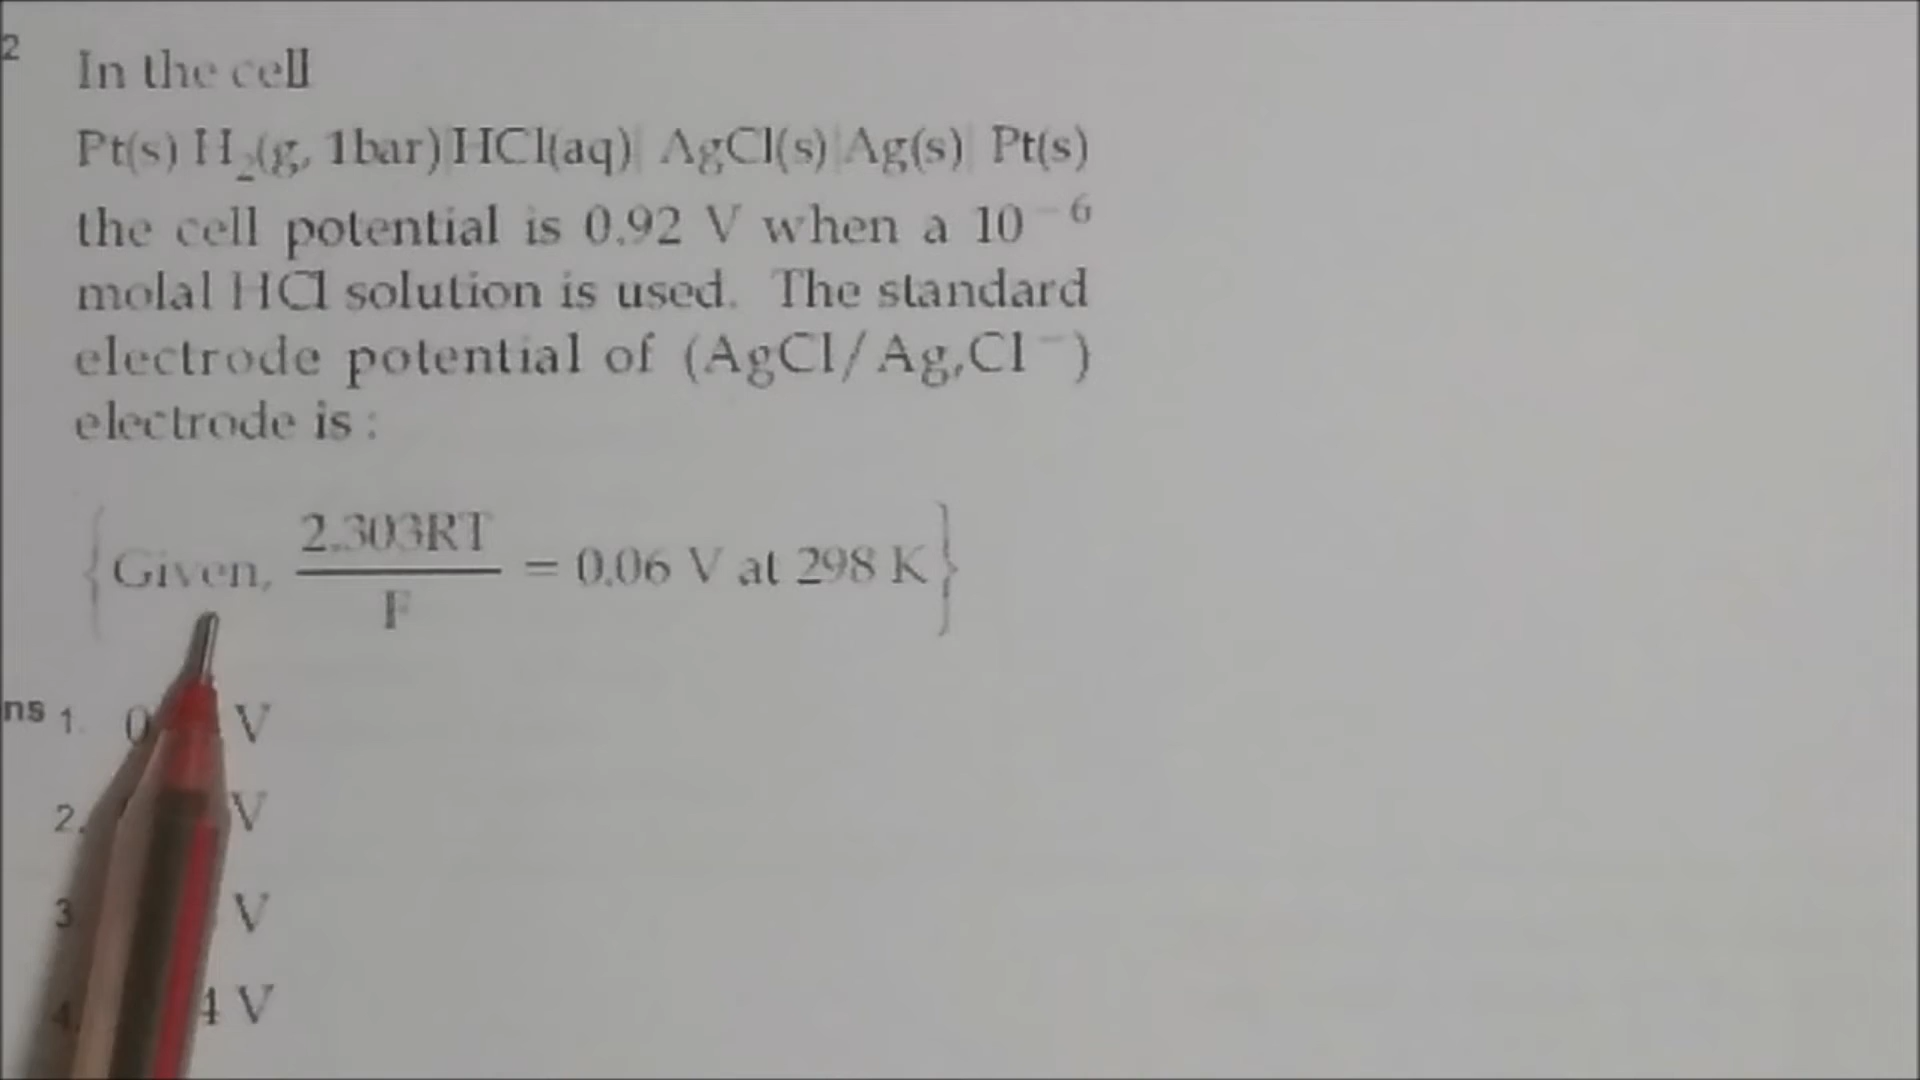 2
In the cell
Pt(s) H₂(g, 1bar)|HCl(aq)| AgCl(s)|Ag(s)| Pt(s)
the cell potential is 0.92 V when a 10⁻⁶
molal HCl solution is used. The standard
electrode potential of (AgCl/Ag,Cl⁻)
electrode is :
{Given, 2.303RT/F = 0.06 V at 298 K}
ns 1. V
2. V
3 V
4 V